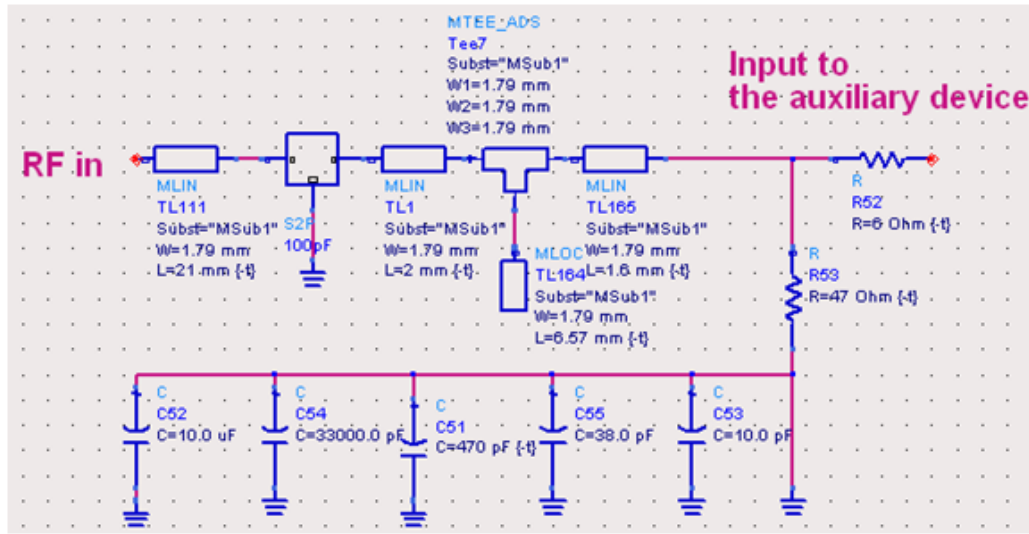 MTEE_ADS
Tee7
Subst="MSub1"
W1=1.79 mm
W2=1.79 mm
W3=1.79 mm
Input to
the auxiliary device
RF in
MLIN
TL111
Subst="MSub1"
W=1.79 mm
L=21 mm {-t}
S2P
100pF
MLIN
TL1
Subst="MSub1"
W=1.79 mm
L=2 mm {-t}
MLOC
TL164
Subst="MSub1"
W=1.79 mm
L=6.57 mm {-t}
MLIN
TL165
Subst="MSub1"
W=1.79 mm
L=1.6 mm {-t}
R
R52
R=6 Ohm {-t}
R
R53
R=47 Ohm {-t}
C
C52
C=10.0 uF
C
C54
C=33000.0 pF
C
C51
C=470 pF {-t}
C
C55
C=38.0 pF
C
C53
C=10.0 pF